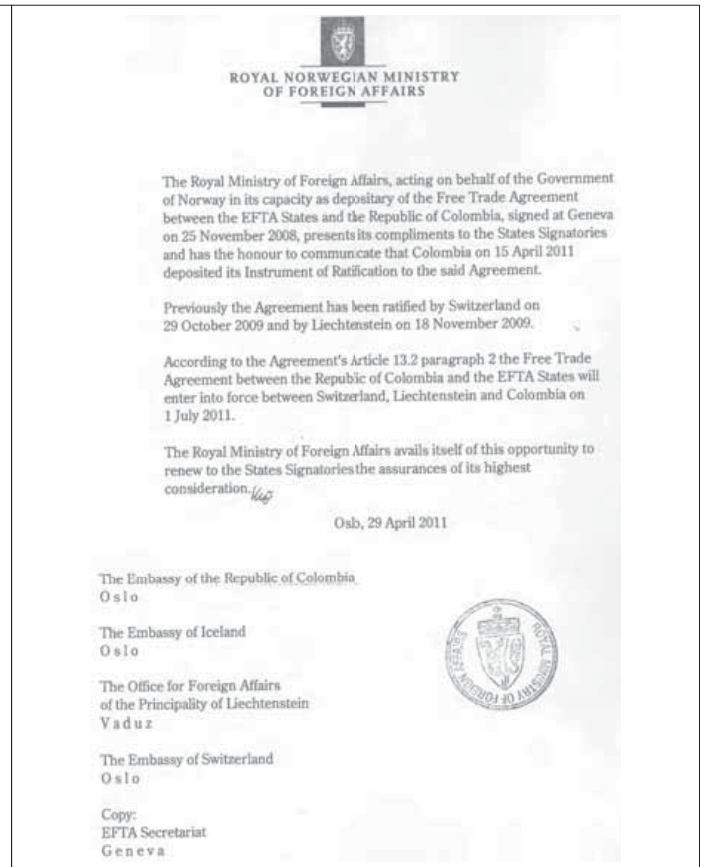 ROYAL NORWEGIAN MINISTRY
OF FOREIGN AFFAIRS
The Royal Ministry of Foreign Affairs, acting on behalf of the Government
of Norway in its capacity as depositary of the Free Trade Agreement
between the EFTA States and the Republic of Colombia, signed at Geneva
on 25 November 2008, presents its compliments to the States Signatories
and has the honour to communicate that Colombia on 15 April 2011
deposited its Instrument of Ratification to the said Agreement.
Previously the Agreement has been ratified by Switzerland on
29 October 2009 and by Liechtenstein on 18 November 2009.
According to the Agreement's Article 13.2 paragraph 2 the Free Trade
Agreement between the Republic of Colombia and the EFTA States will
enter into force between Switzerland, Liechtenstein and Colombia on
1 July 2011.
The Royal Ministry of Foreign Affairs avails itself of this opportunity to
renew to the States Signatories the assurances of its highest
consideration.
Oslo, 29 April 2011
The Embassy of the Republic of Colombia
Oslo
The Embassy of Iceland
Oslo
The Office for Foreign Affairs
of the Principality of Liechtenstein
Vaduz
ROYAL MINISTRY OF FOREIGN AFFAIRS
The Embassy of Switzerland
Oslo
Copy:
EFTA Secretariat
Geneva